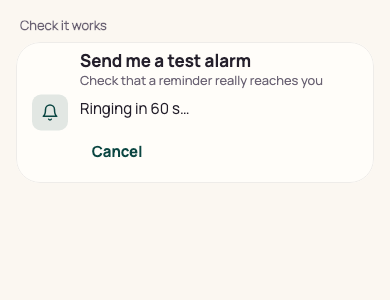 Check it works
Send me a test alarm
Check that a reminder really reaches you
Ringing in 60 s…
Cancel